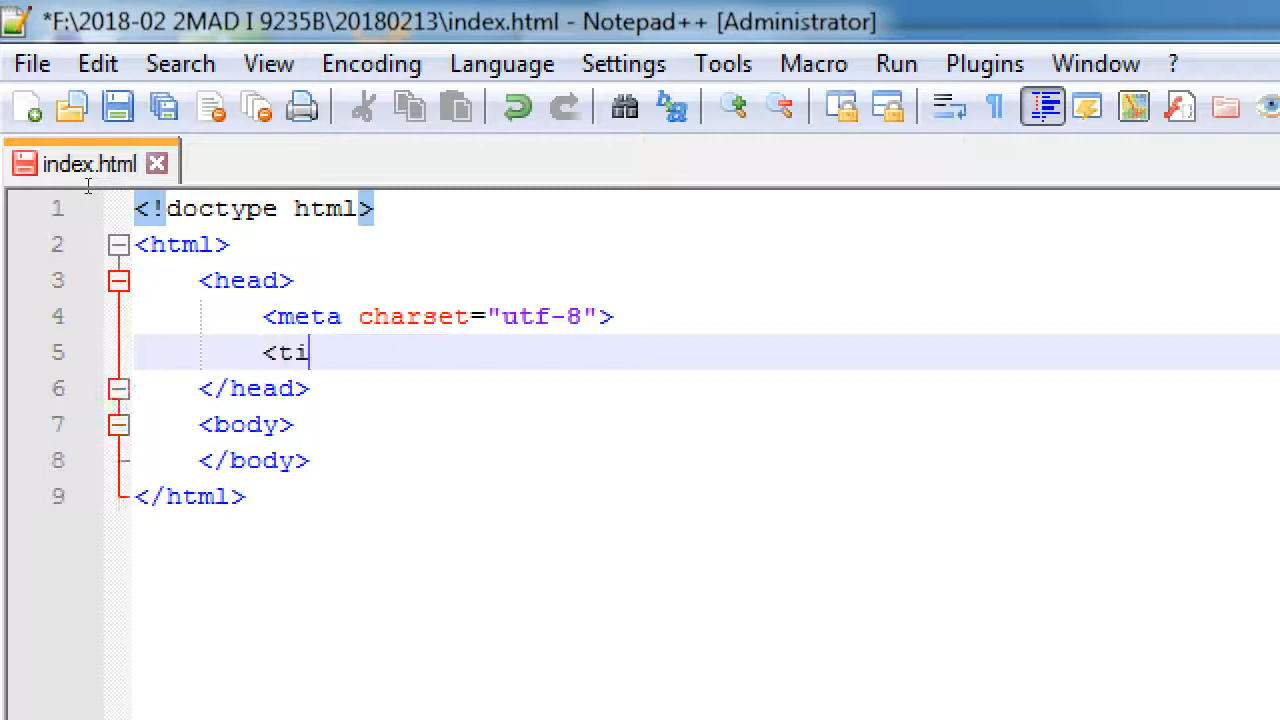 *F:\2018-02 2MAD I 9235B\20180213\index.html - Notepad++ [Administrator]
File Edit Search View Encoding Language Settings Tools Macro Run Plugins Window ?
index.html
1 <!doctype html>
2 <html>
3 <head>
4 <meta charset="utf-8">
5 <ti
6 </head>
7 <body>
8 </body>
9 </html>